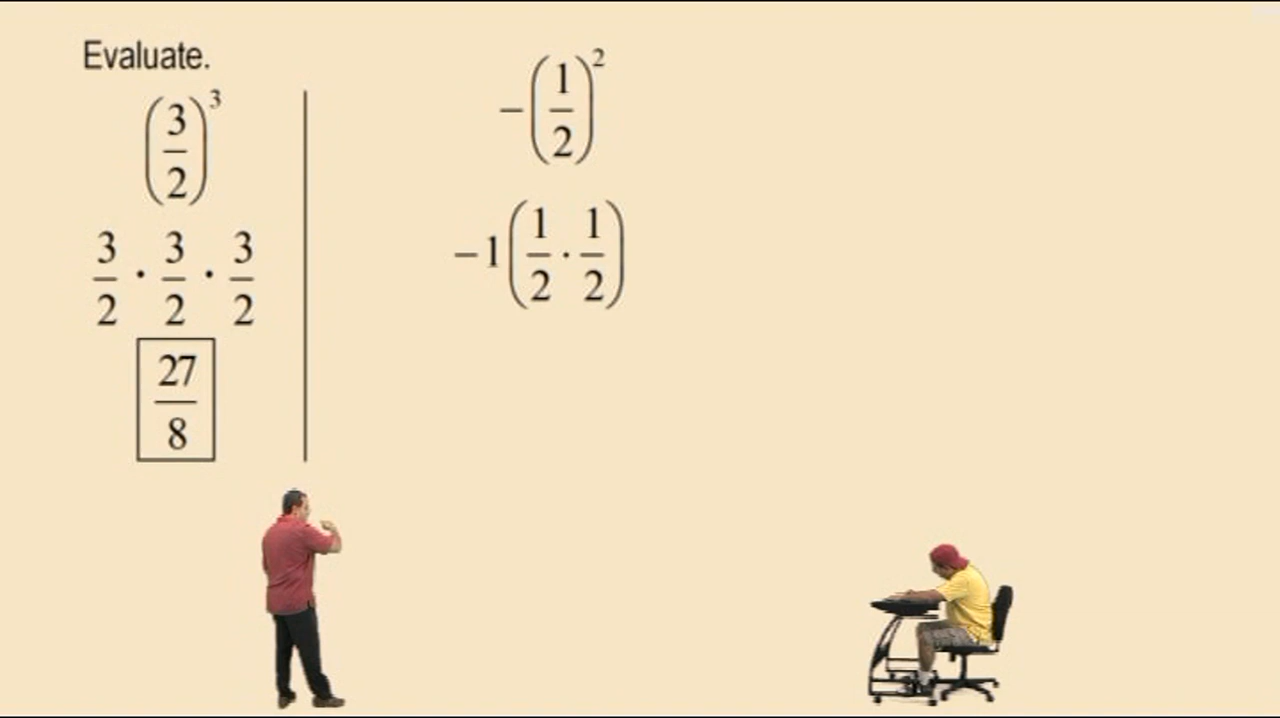 Evaluate.
(3/2)³
3/2 · 3/2 · 3/2
27/8
−(1/2)²
−1(1/2 · 1/2)